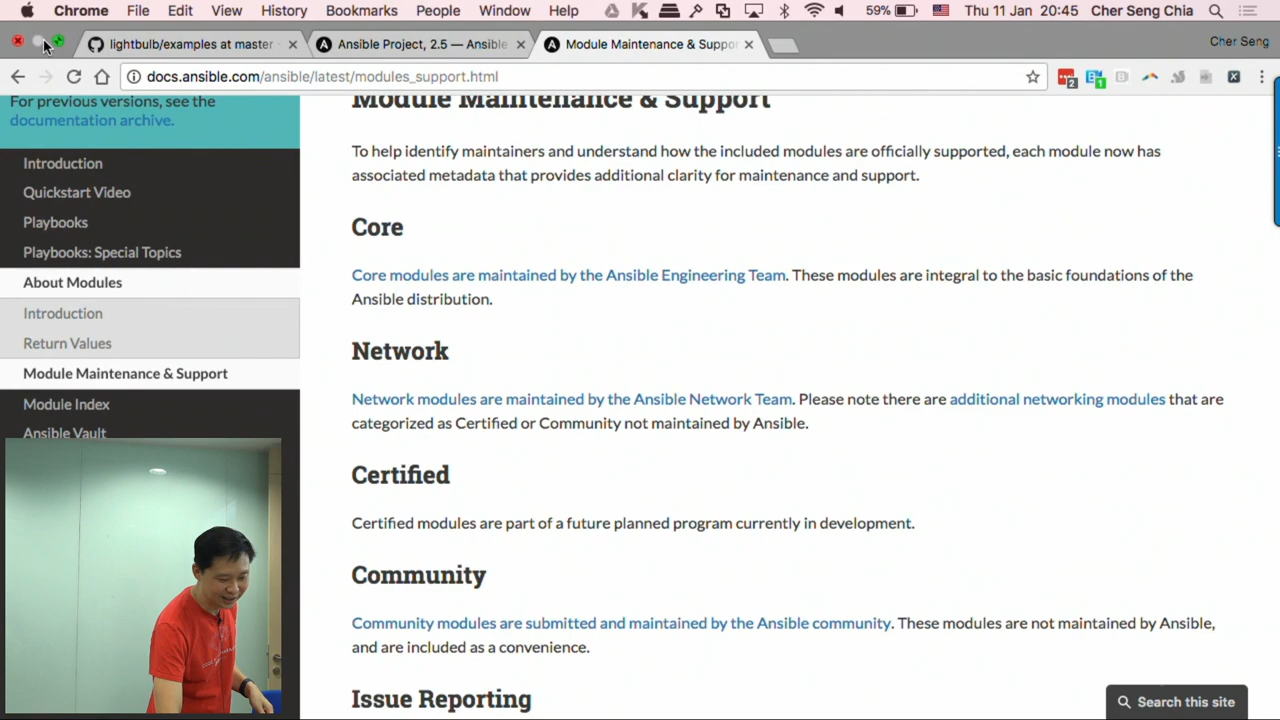 Chrome File Edit View History Bookmarks People Window Help 59% Thu 11 Jan 20:45 Cher Seng Chia
lightbulb/examples at master
Ansible Project, 2.5 — Ansible
Module Maintenance & Suppo
Cher Seng
docs.ansible.com/ansible/latest/modules_support.html
2
1
For previous versions, see the
documentation archive.
Introduction
Quickstart Video
Playbooks
Playbooks: Special Topics
About Modules
Introduction
Return Values
Module Maintenance & Support
Module Index
Ansible Vault
Module Maintenance & Support
To help identify maintainers and understand how the included modules are officially supported, each module now has
associated metadata that provides additional clarity for maintenance and support.
Core
Core modules are maintained by the Ansible Engineering Team. These modules are integral to the basic foundations of the
Ansible distribution.
Network
Network modules are maintained by the Ansible Network Team. Please note there are additional networking modules that are
categorized as Certified or Community not maintained by Ansible.
Certified
Certified modules are part of a future planned program currently in development.
Community
Community modules are submitted and maintained by the Ansible community. These modules are not maintained by Ansible,
and are included as a convenience.
Issue Reporting
Search this site